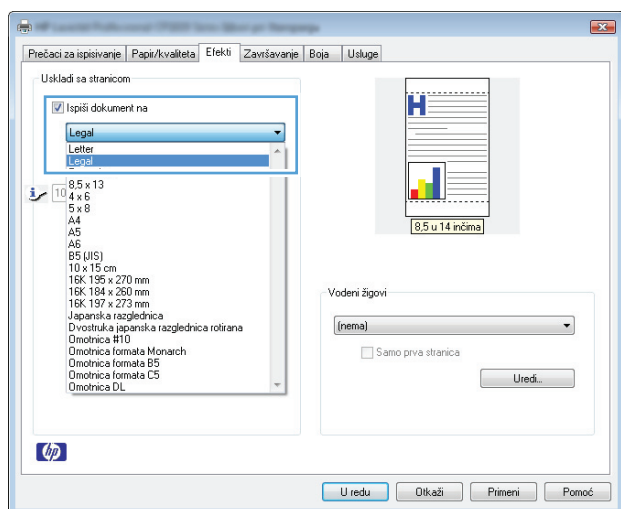 Prečaci za ispisivanje Papir/kvaliteta Efekti Završavanje Boja Usluge
Uskladi sa stranicom
Ispiši dokument na
Legal
Letter
Legal
8,5 x 13
4 x 6
5 x 8
A4
A5
A6
B5 (JIS)
10 x 15 cm
16K 195 x 270 mm
16K 184 x 260 mm
16K 197 x 273 mm
Japanska razglednica
Dvostruka japanska razglednica rotirana
Omotnica #10
Omotnica formata Monarch
Omotnica formata B5
Omotnica formata C5
Omotnica DL
10
H
8,5 u 14 inčima
Vodeni žigovi
(nema)
Samo prva stranica
Uredi...
hp
U redu Otkaži Primeni Pomoć